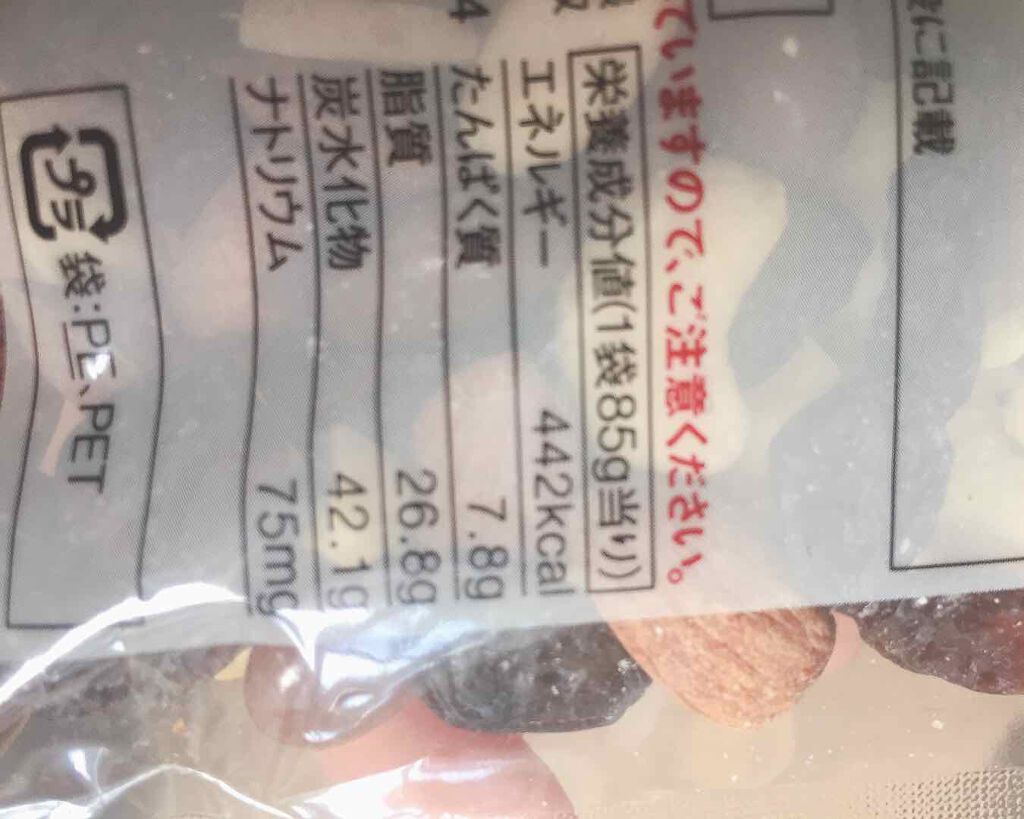 に記載
ていますので、ご注意ください。
栄養成分値(1袋85g当り)
エネルギー 442kcal
たんぱく質 7.8g
脂質 26.8g
炭水化物 42.1g
ナトリウム 75mg
プラ 袋:PE、PET